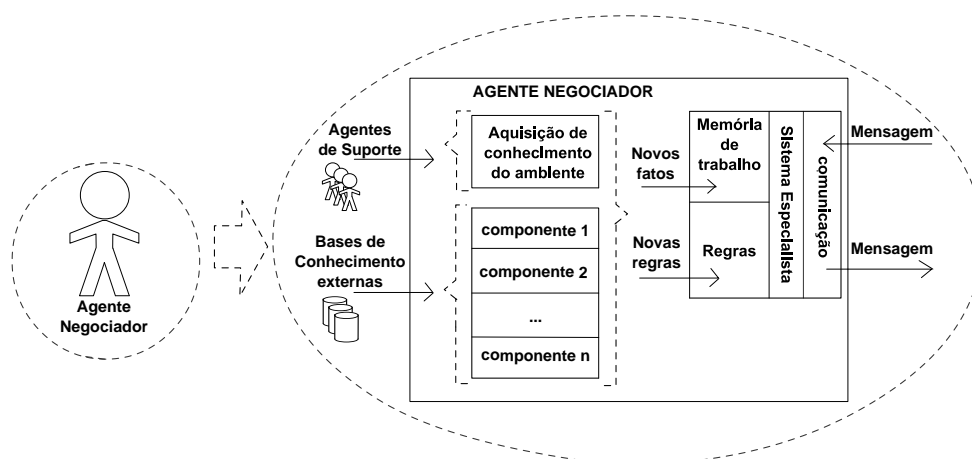 Agente
Negociador
AGENTE NEGOCIADOR
Agentes
de Suporte
Bases de
Conhecimento
externas
Aquisição de
conhecimento
do ambiente
componente 1
componente 2
...
componente n
Novos
fatos
Novas
regras
Memória
de
trabalho
Regras
Sistema Especialista
comunicação
Mensagem
Mensagem